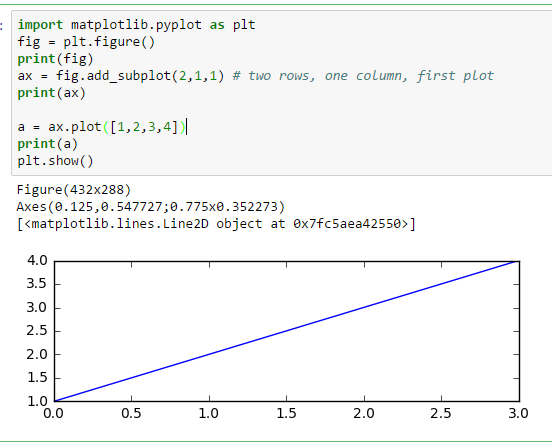 import matplotlib.pyplot as plt
fig = plt.figure()
print(fig)
ax = fig.add_subplot(2,1,1) # two rows, one column, first plot
print(ax)
a = ax.plot([1,2,3,4])
print(a)
plt.show()
Figure(432x288)
Axes(0.125,0.547727;0.775x0.352273)
[<matplotlib.lines.Line2D object at 0x7fc5aea42550>]
4.0
3.5
3.0
2.5
2.0
1.5
1.0
0.0 0.5 1.0 1.5 2.0 2.5 3.0